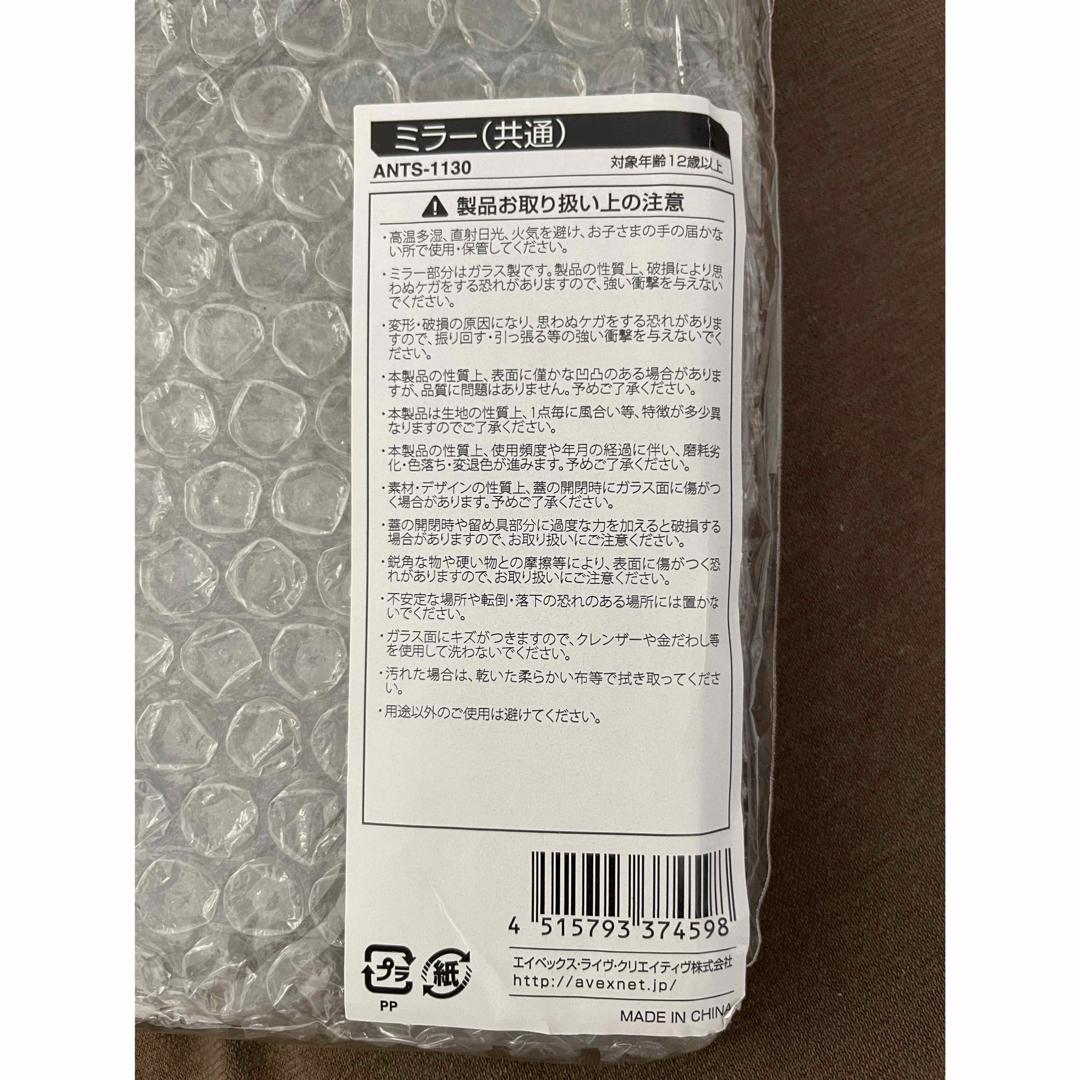 ミラー(共通)
ANTS-1130
対象年齢12歳以上
製品お取り扱い上の注意
・高温多湿、直射日光、火気を避け、お子さまの手の届かな
い所で使用・保管してください。
・ミラー部分はガラス製です。製品の性質上、破損により思
わぬケガをする恐れがありますので、強い衝撃を与えない
でください。
・変形・破損の原因になり、思わぬケガをする恐れがありま
すので、振り回す・引っ張る等の強い衝撃を与えないでく
ださい。
・本製品の性質上、表面に僅かな凹凸のある場合がありま
すが、品質に問題はありません。予めご了承ください。
・本製品は生地の性質上、1点毎に風合い等、特徴が多少異
なりますのでご了承ください。
・本製品の性質上、使用頻度や年月の経過に伴い、磨耗劣
化・色落ち・変退色が進みます。予めご了承ください。
・素材・デザインの性質上、蓋の開閉時にガラス面に傷がつ
く場合があります。予めご了承ください。
・蓋の開閉時や留め具部分に過度な力を加えると破損する
場合がありますので、お取り扱いにご注意ください。
・鋭角な物や硬い物との摩擦等により、表面に傷がつく恐
れがありますので、お取り扱いにご注意ください。
・不安定な場所や転倒・落下の恐れのある場所には置かな
いでください。
・ガラス面にキズがつきますので、クレンザーや金だわし等
を使用して洗わないでください。
・汚れた場合は、乾いた柔らかい布等で拭き取ってくださ
い。
・用途以外のご使用は避けてください。
4 515793 374598
プラ
紙
PP
エイベックス・ライヴ・クリエイティヴ株式会社
http://avexnet.jp/
MADE IN CHINA